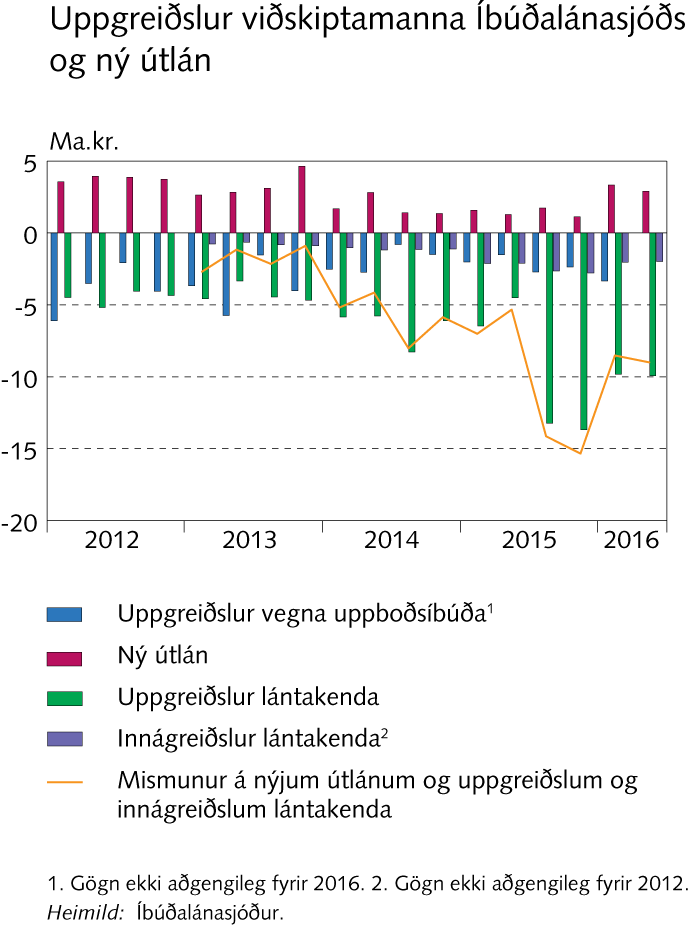 Uppgreiðslur viðskiptamanna Íbúðalánasjóðs
og ný útlán
Ma.kr.
5
0
-5
-10
-15
-20
2012 2013 2014 2015 2016
Uppgreiðslur vegna uppboðsíbúða¹
Ný útlán
Uppgreiðslur lántakenda
Innágreiðslur lántakenda²
Mismunur á nýjum útlánum og uppgreiðslum og
innágreiðslum lántakenda
1. Gögn ekki aðgengileg fyrir 2016. 2. Gögn ekki aðgengileg fyrir 2012.
Heimild: Íbúðalánasjóður.